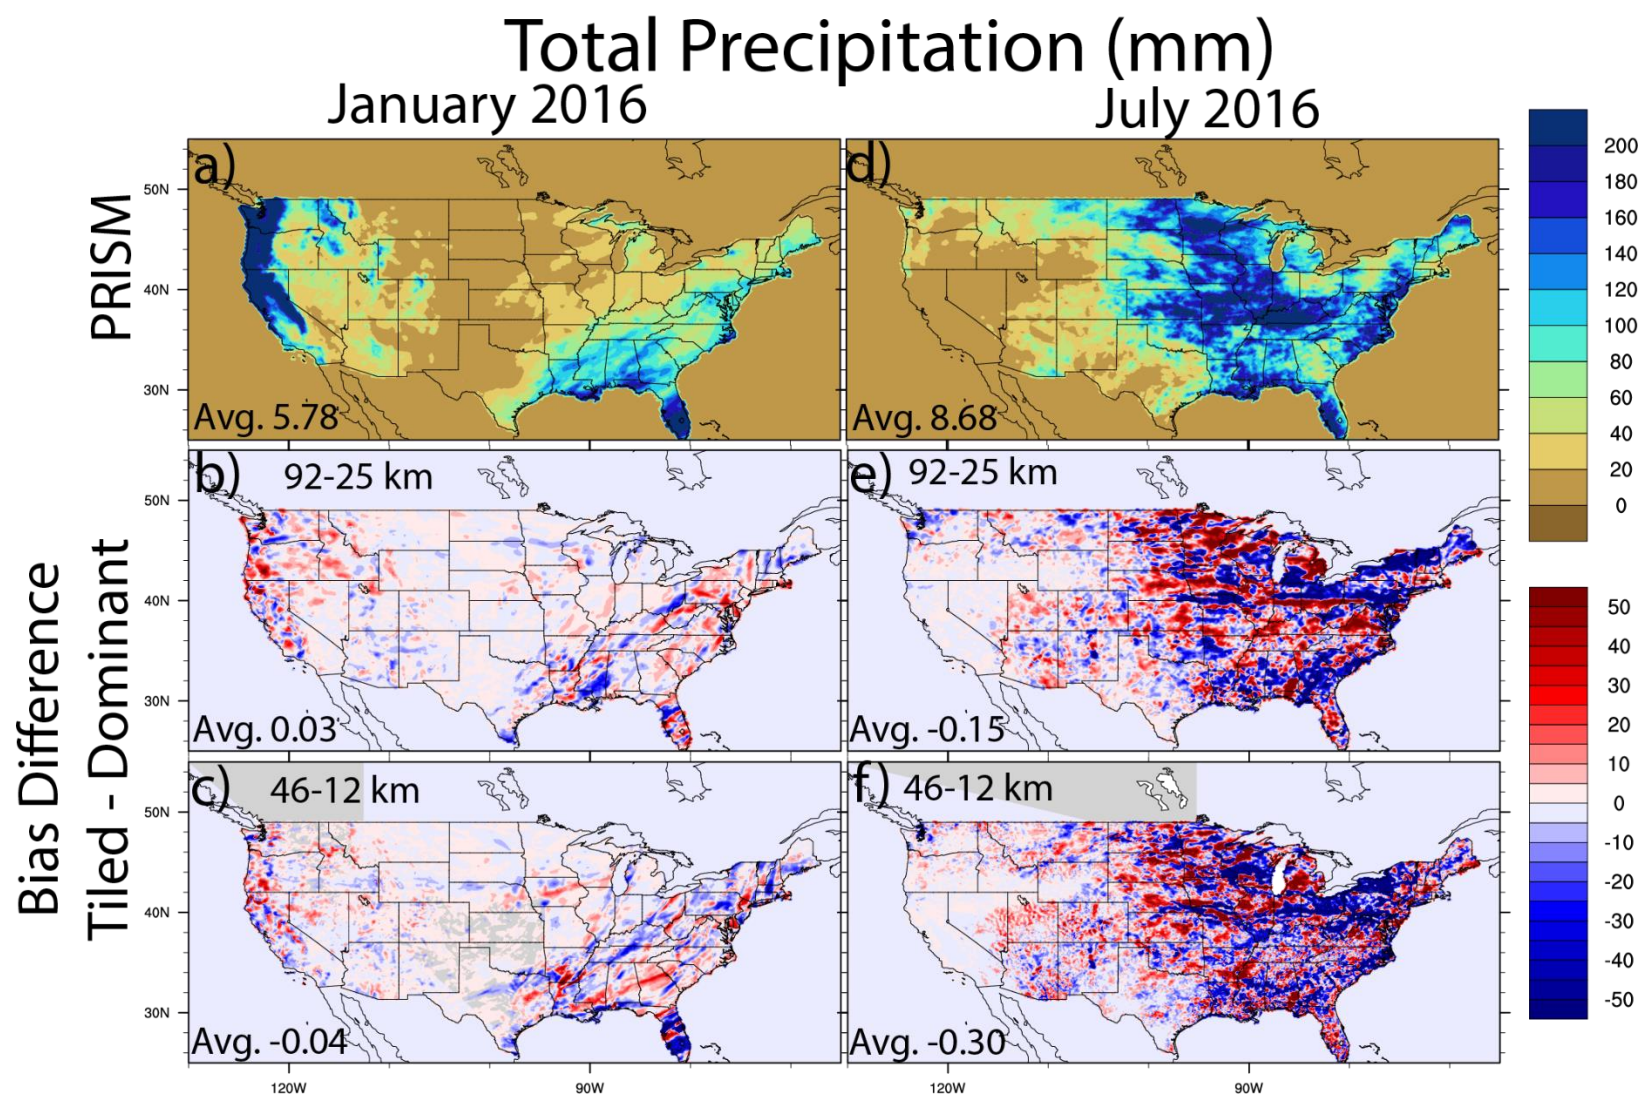 Total Precipitation (mm)
January 2016
July 2016
PRISM
Bias Difference
Tiled - Dominant
a)
50N
40N
30N
Avg. 5.78
d)
Avg. 8.68
200
180
160
140
120
100
80
60
40
20
0
b)
92-25 km
50N
40N
30N
Avg. 0.03
e)
92-25 km
Avg. -0.15
c)
46-12 km
50N
40N
30N
Avg. -0.04
120W
90W
f)
46-12 km
Avg. -0.30
120W
90W
50
40
30
20
10
0
-10
-20
-30
-40
-50